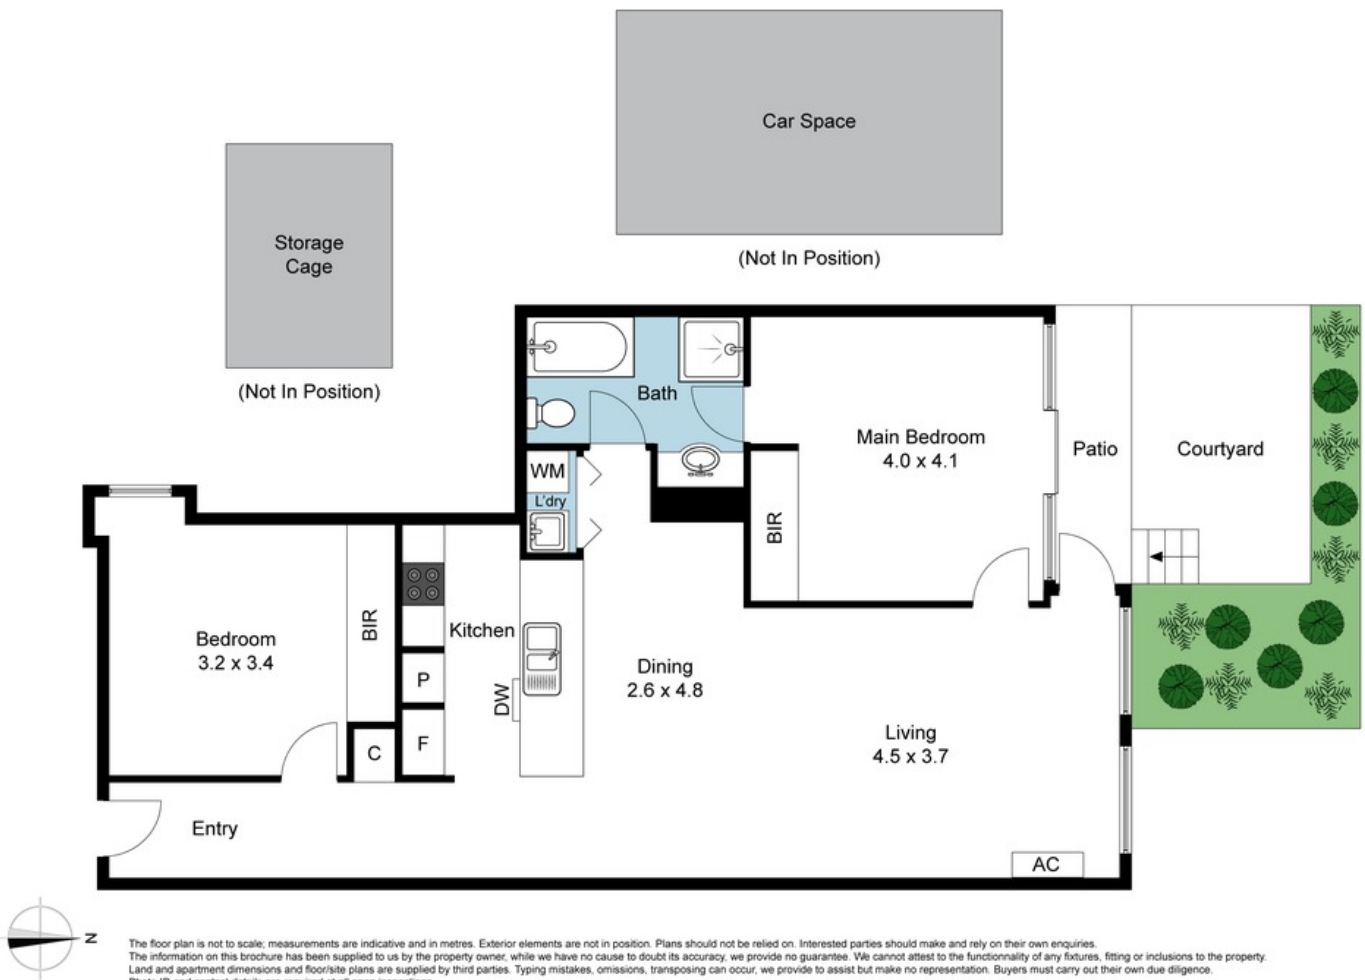 Car Space
(Not In Position)
Storage
Cage
(Not In Position)
Bath
Main Bedroom
4.0 x 4.1
Patio
Courtyard
WM
L'dry
BIR
Bedroom
3.2 x 3.4
BIR
Kitchen
P
DW
F
C
Dining
2.6 x 4.8
Living
4.5 x 3.7
Entry
AC
N
The floor plan is not to scale; measurements are indicative and in metres. Exterior elements are not in position. Plans should not be relied on. Interested parties should make and rely on their own enquiries.
The information on this brochure has been supplied to us by the property owner, while we have no cause to doubt its accuracy, we provide no guarantee. We cannot attest to the functionnality of any fixtures, fitting or inclusions to the property.
Land and apartment dimensions and floor/site plans are supplied by third parties. Typing mistakes, omissions, transposing can occur, we provide to assist but make no representation. Buyers must carry out their own due diligence.